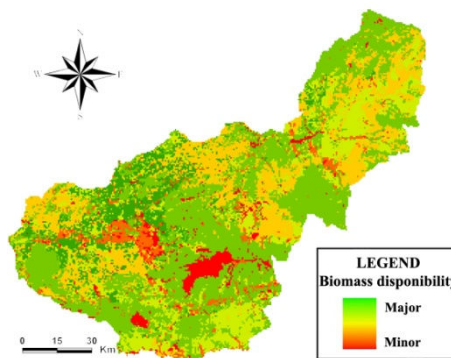 N
W
E
S
LEGEND
Biomass disponibility
Major
Minor
0 15 30
Km